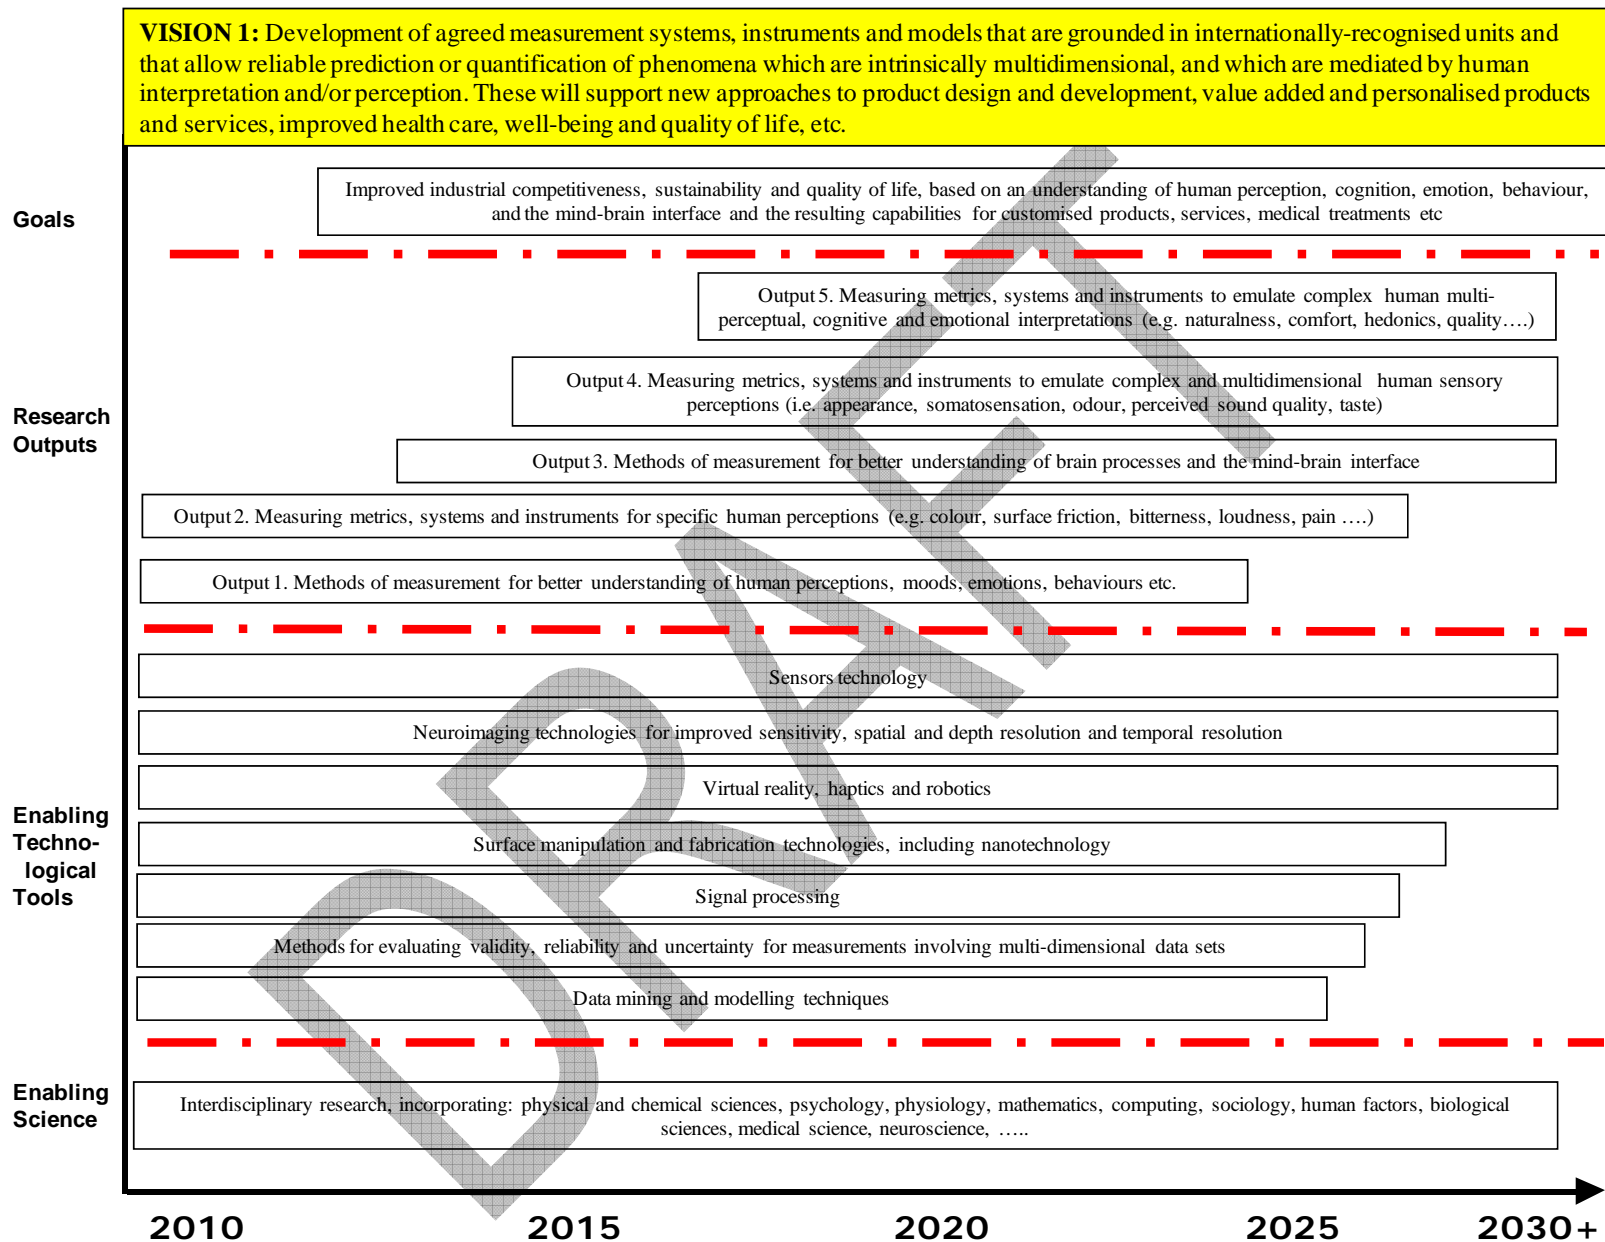 VISION 1: Development of agreed measurement systems, instruments and models that are grounded in internationally-recognised units and
that allow reliable prediction or quantification of phenomena which are intrinsically multidimensional, and which are mediated by human
interpretation and/or perception. These will support new approaches to product design and development, value added and personalised products
and services, improved health care, well-being and quality of life, etc.
Goals
Improved industrial competitiveness, sustainability and quality of life, based on an understanding of human perception, cognition, emotion, behaviour,
and the mind-brain interface and the resulting capabilities for customised products, services, medical treatments etc
Research
Outputs
Output 5. Measuring metrics, systems and instruments to emulate complex human multi-
perceptual, cognitive and emotional interpretations (e.g. naturalness, comfort, hedonics, quality….)
Output 4. Measuring metrics, systems and instruments to emulate complex and multidimensional human sensory
perceptions (i.e. appearance, somatosensation, odour, perceived sound quality, taste)
Output 3. Methods of measurement for better understanding of brain processes and the mind-brain interface
Output 2. Measuring metrics, systems and instruments for specific human perceptions (e.g. colour, surface friction, bitterness, loudness, pain ….)
Output 1. Methods of measurement for better understanding of human perceptions, moods, emotions, behaviours etc.
Enabling
Techno-
logical
Tools
Sensors technology
Neuroimaging technologies for improved sensitivity, spatial and depth resolution and temporal resolution
Virtual reality, haptics and robotics
Surface manipulation and fabrication technologies, including nanotechnology
Signal processing
Methods for evaluating validity, reliability and uncertainty for measurements involving multi-dimensional data sets
Data mining and modelling techniques
Enabling
Science
Interdisciplinary research, incorporating: physical and chemical sciences, psychology, physiology, mathematics, computing, sociology, human factors, biological
sciences, medical science, neuroscience, …..
2010 2015 2020 2025 2030+
DRAFT